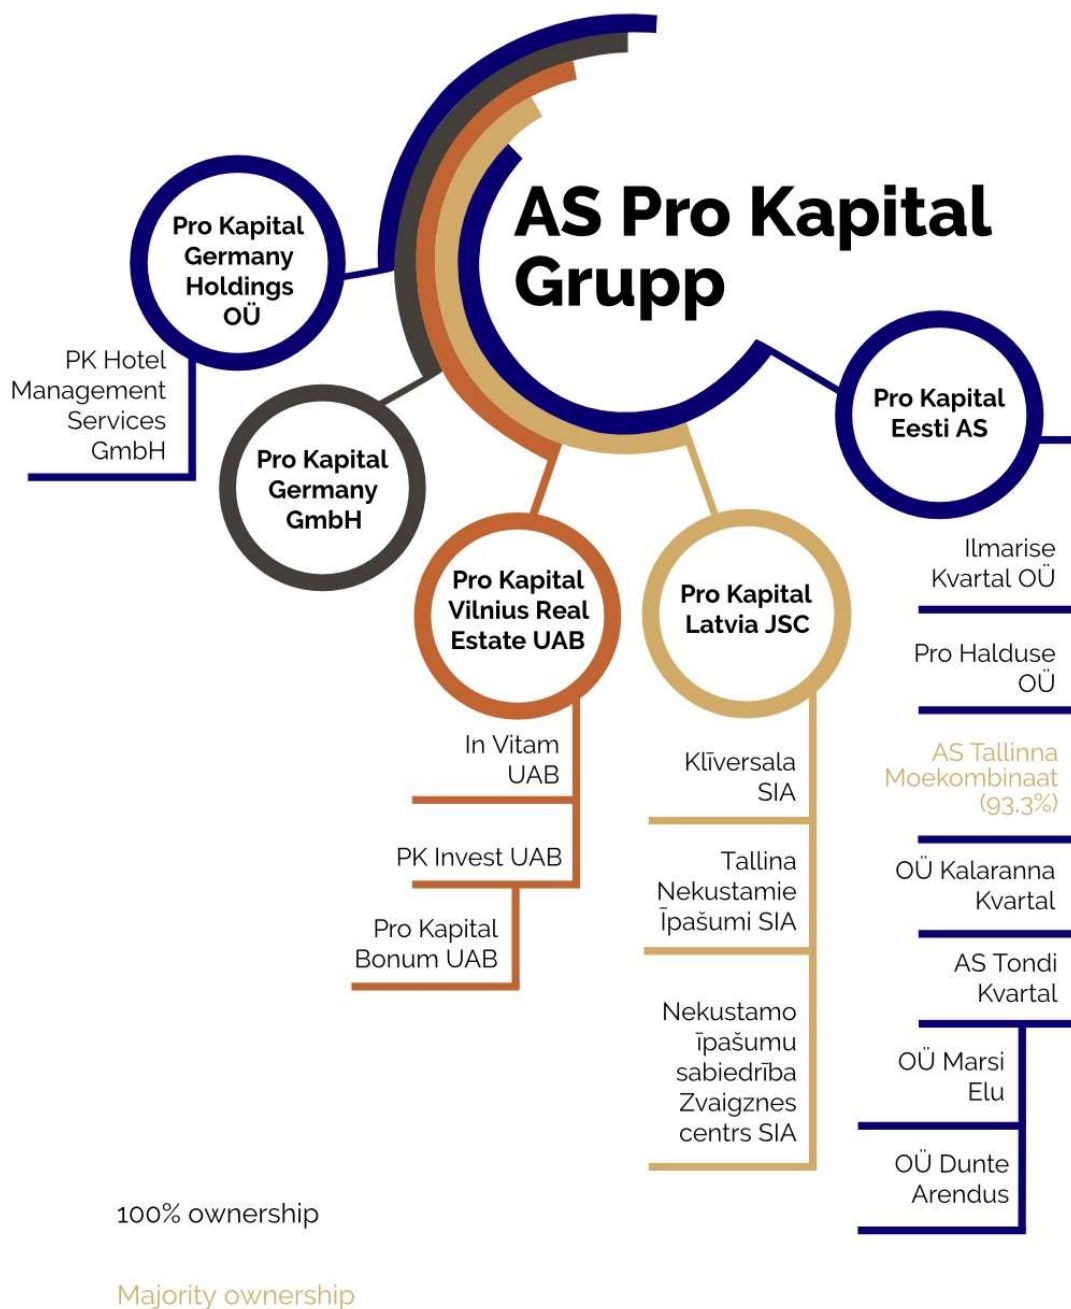 AS Pro Kapital
Grupp
Pro Kapital
Germany
Holdings
OÜ
PK Hotel
Management
Services
GmbH
Pro Kapital
Germany
GmbH
Pro Kapital
Vilnius Real
Estate UAB
In Vitam
UAB
PK Invest UAB
Pro Kapital
Bonum UAB
Pro Kapital
Latvia JSC
Klīversala
SIA
Tallina
Nekustamie
Īpašumi SIA
Nekustamo
īpašumu
sabiedrība
Zvaigznes
centrs SIA
Pro Kapital
Eesti AS
Ilmarise
Kvartal OÜ
Pro Halduse
OÜ
AS Tallinna
Moekombinaat
(93,3%)
OÜ Kalaranna
Kvartal
AS Tondi
Kvartal
OÜ Marsi
Elu
OÜ Dunte
Arendus
100% ownership
Majority ownership